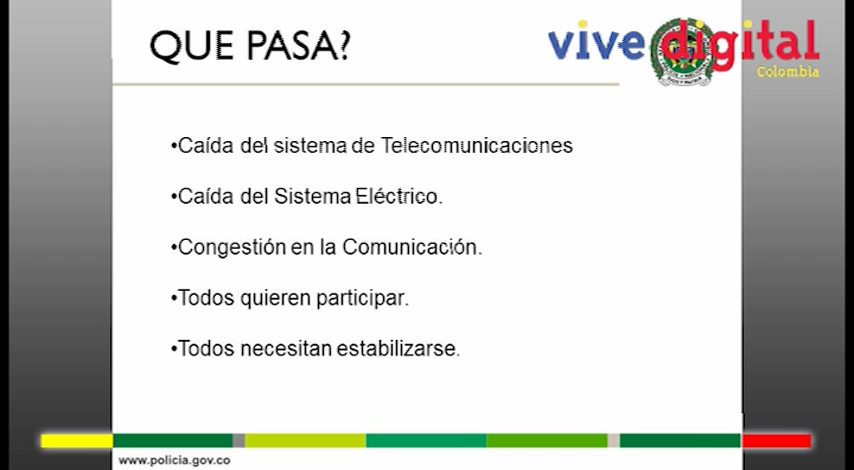 QUE PASA?
vive digital
Colombia
•Caída del sistema de Telecomunicaciones
•Caída del Sistema Eléctrico.
•Congestión en la Comunicación.
•Todos quieren participar.
•Todos necesitan estabilizarse.
www.policia.gov.co